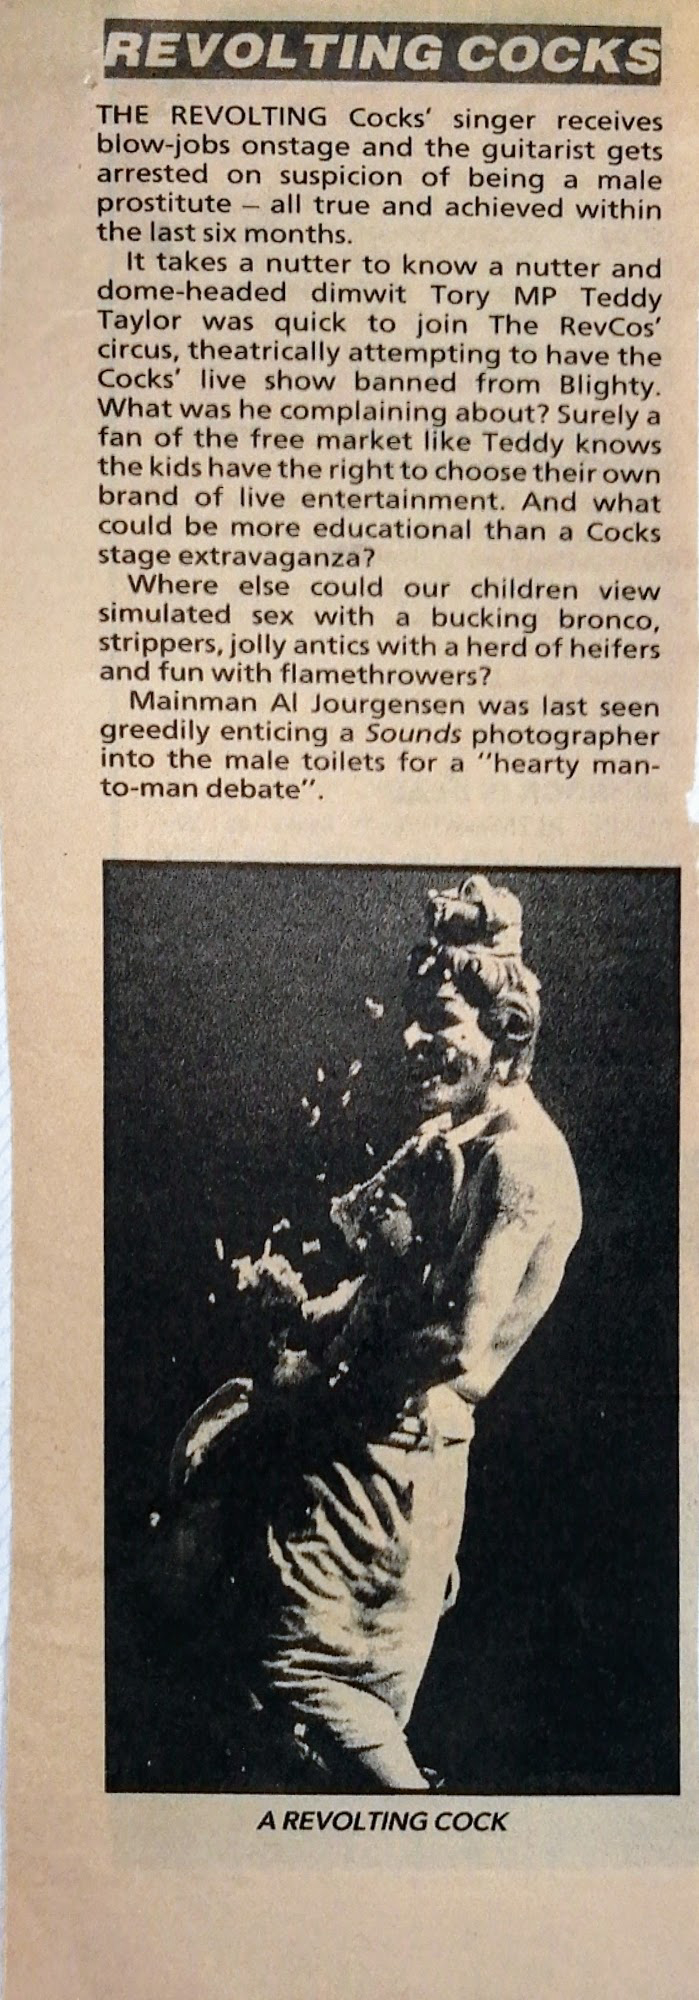 REVOLTING COCKS
THE REVOLTING Cocks' singer receives
blow-jobs onstage and the guitarist gets
arrested on suspicion of being a male
prostitute – all true and achieved within
the last six months.
It takes a nutter to know a nutter and
dome-headed dimwit Tory MP Teddy
Taylor was quick to join The RevCos'
circus, theatrically attempting to have the
Cocks' live show banned from Blighty.
What was he complaining about? Surely a
fan of the free market like Teddy knows
the kids have the right to choose their own
brand of live entertainment. And what
could be more educational than a Cocks
stage extravaganza?
Where else could our children view
simulated sex with a bucking bronco,
strippers, jolly antics with a herd of heifers
and fun with flamethrowers?
Mainman Al Jourgensen was last seen
greedily enticing a Sounds photographer
into the male toilets for a "hearty man-
to-man debate".
A REVOLTING COCK